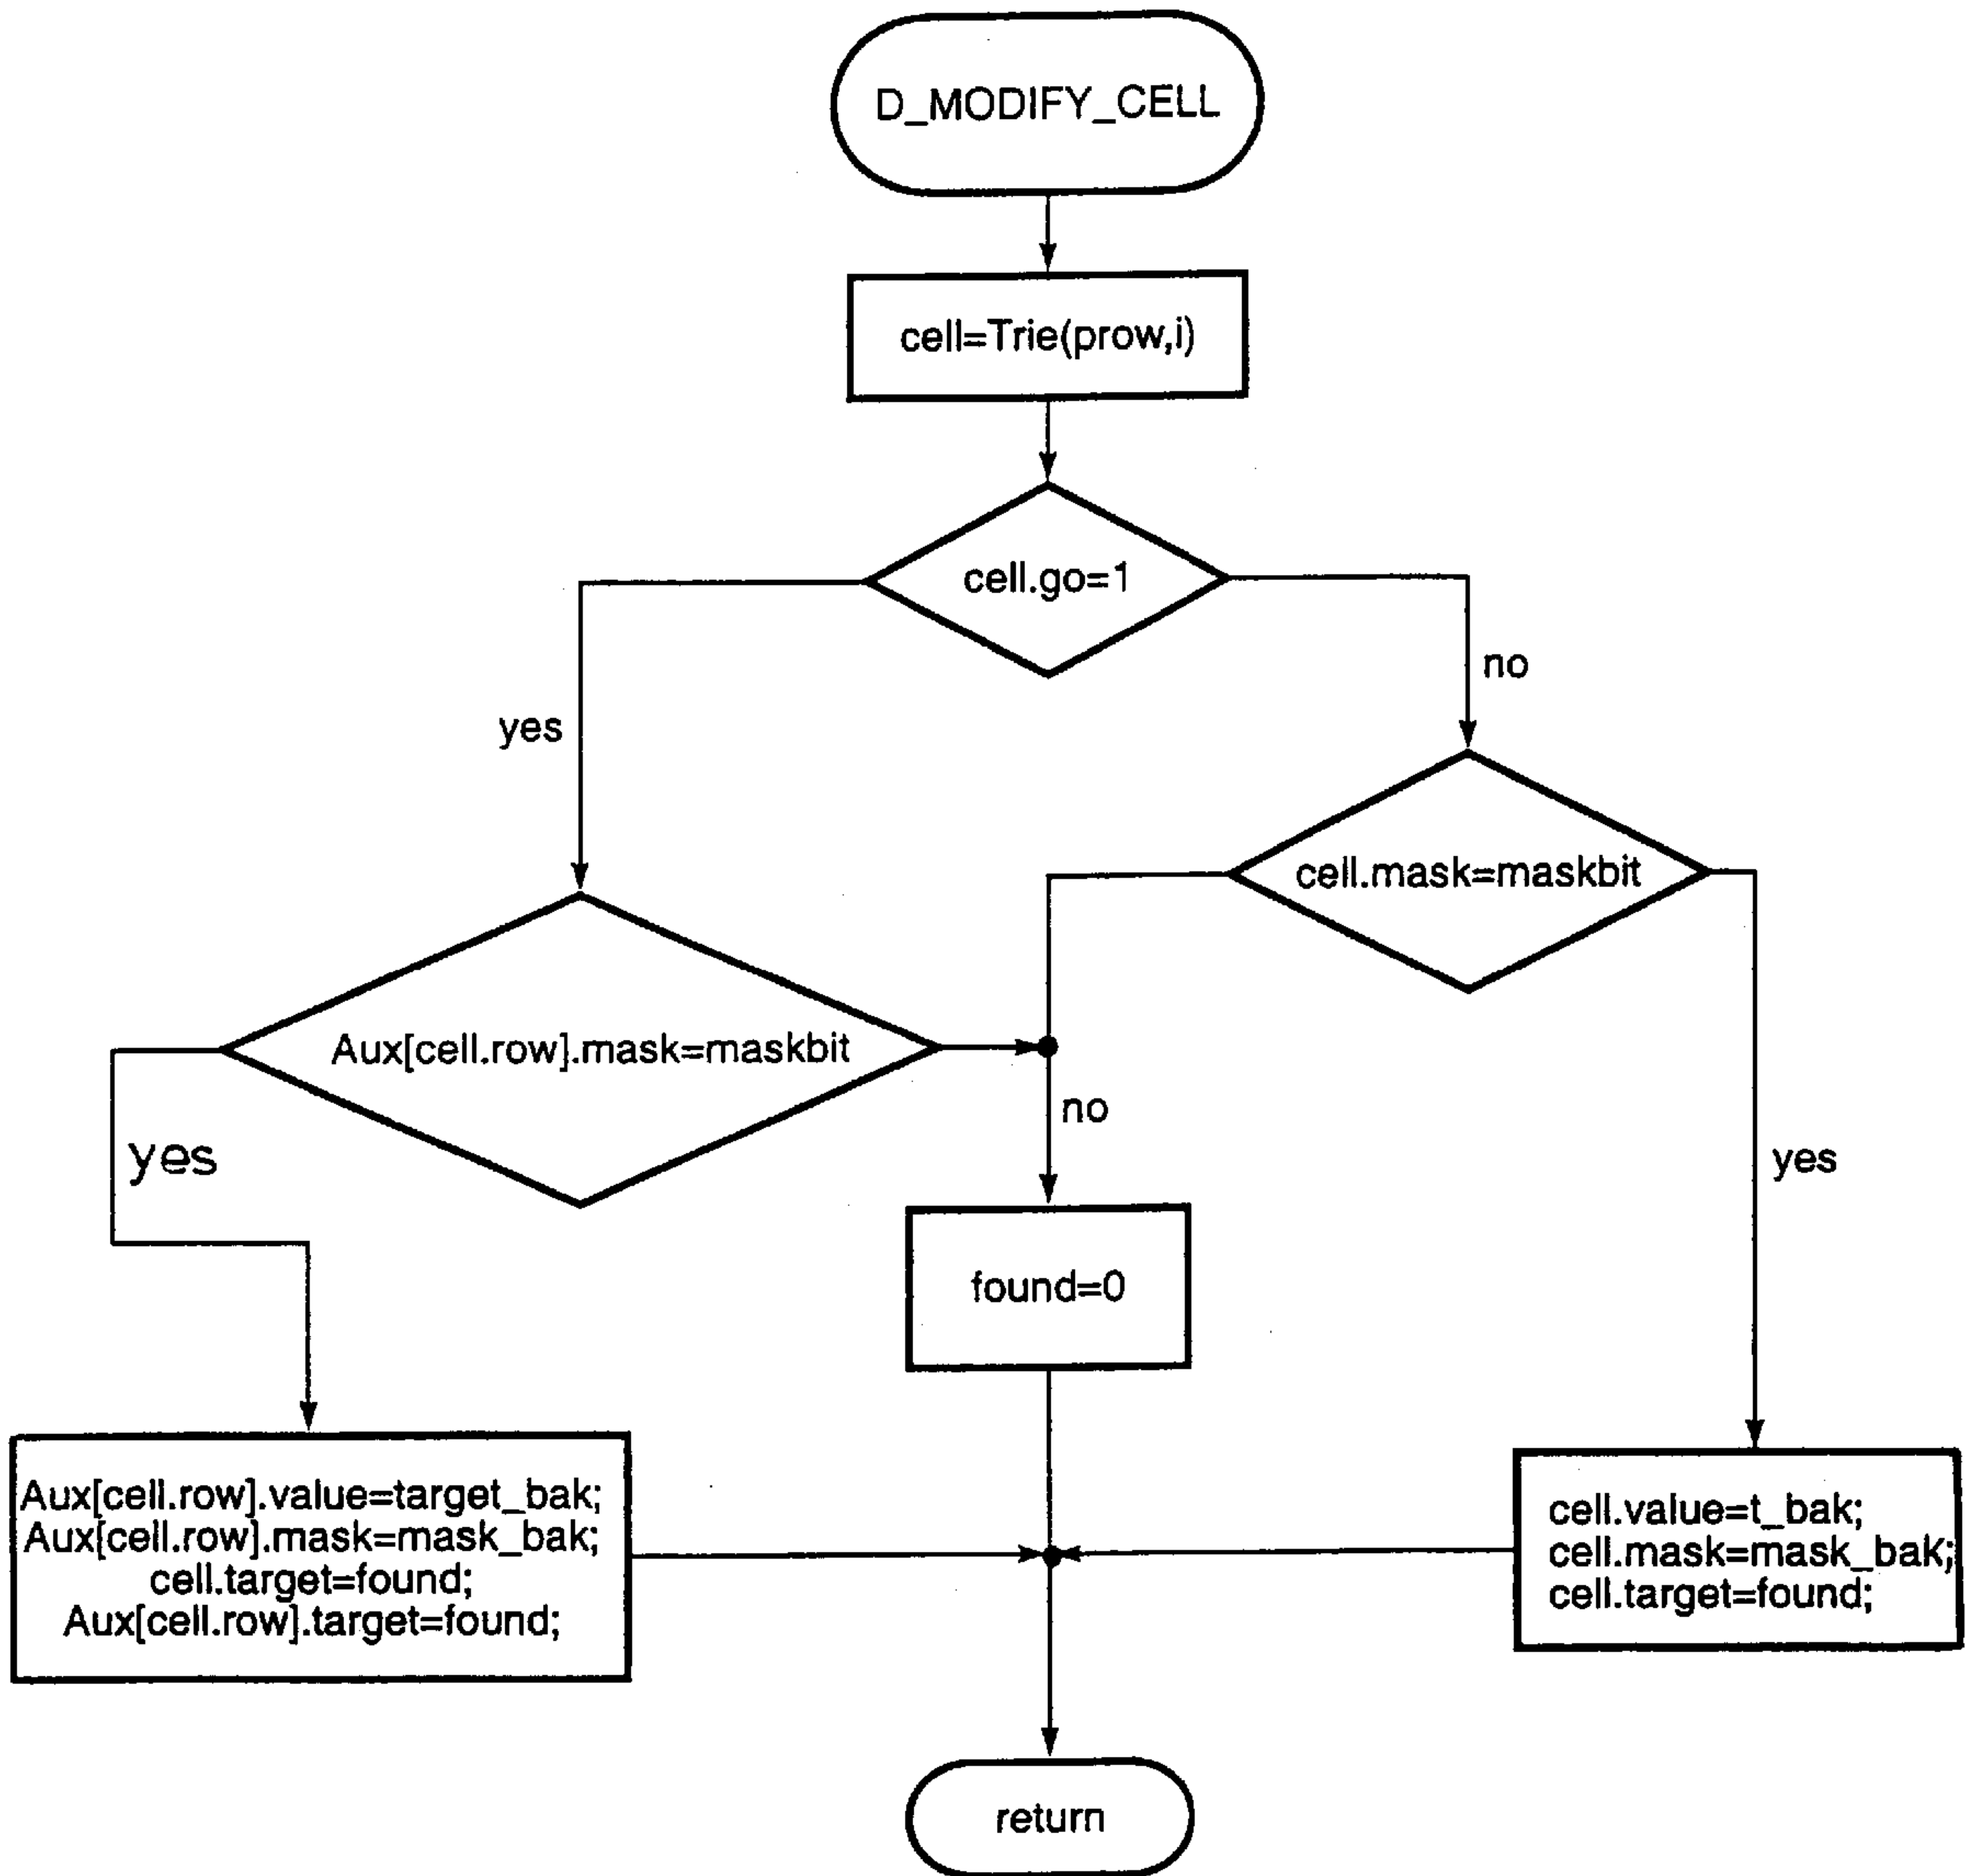 D_MODIFY_CELL
cell=Trie(prow,i)
cell.go=1
no
yes
cell.mask=maskbit
Aux[cell.row].mask=maskbit
no
yes
yes
found=0
Aux[cell.row].value=target_bak;
Aux[cell.row].mask=mask_bak;
cell.target=found;
Aux[cell.row].target=found;
cell.value=t_bak;
cell.mask=mask_bak;
cell.target=found;
return